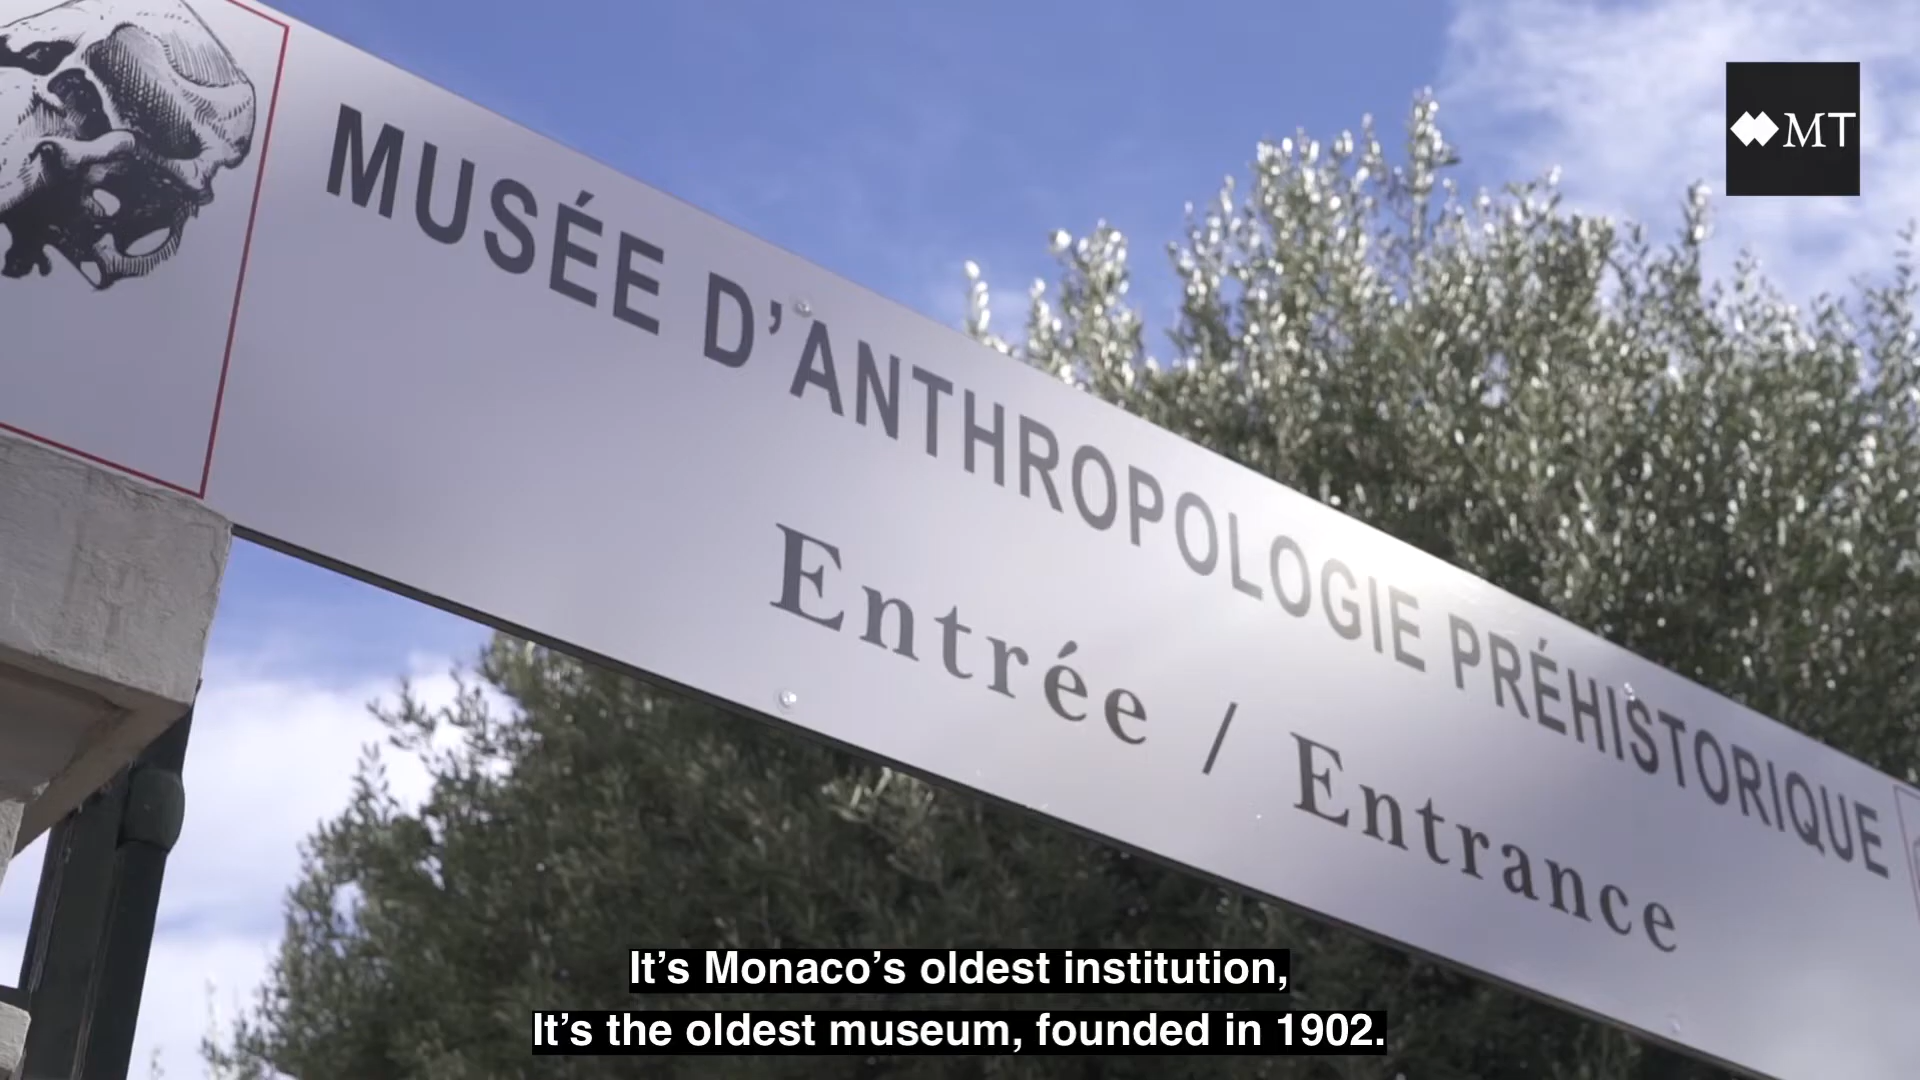 MT
MUSÉE D’ANTHROPOLOGIE PRÉHISTORIQUE
Entrée / Entrance
It’s Monaco’s oldest institution,
It’s the oldest museum, founded in 1902.